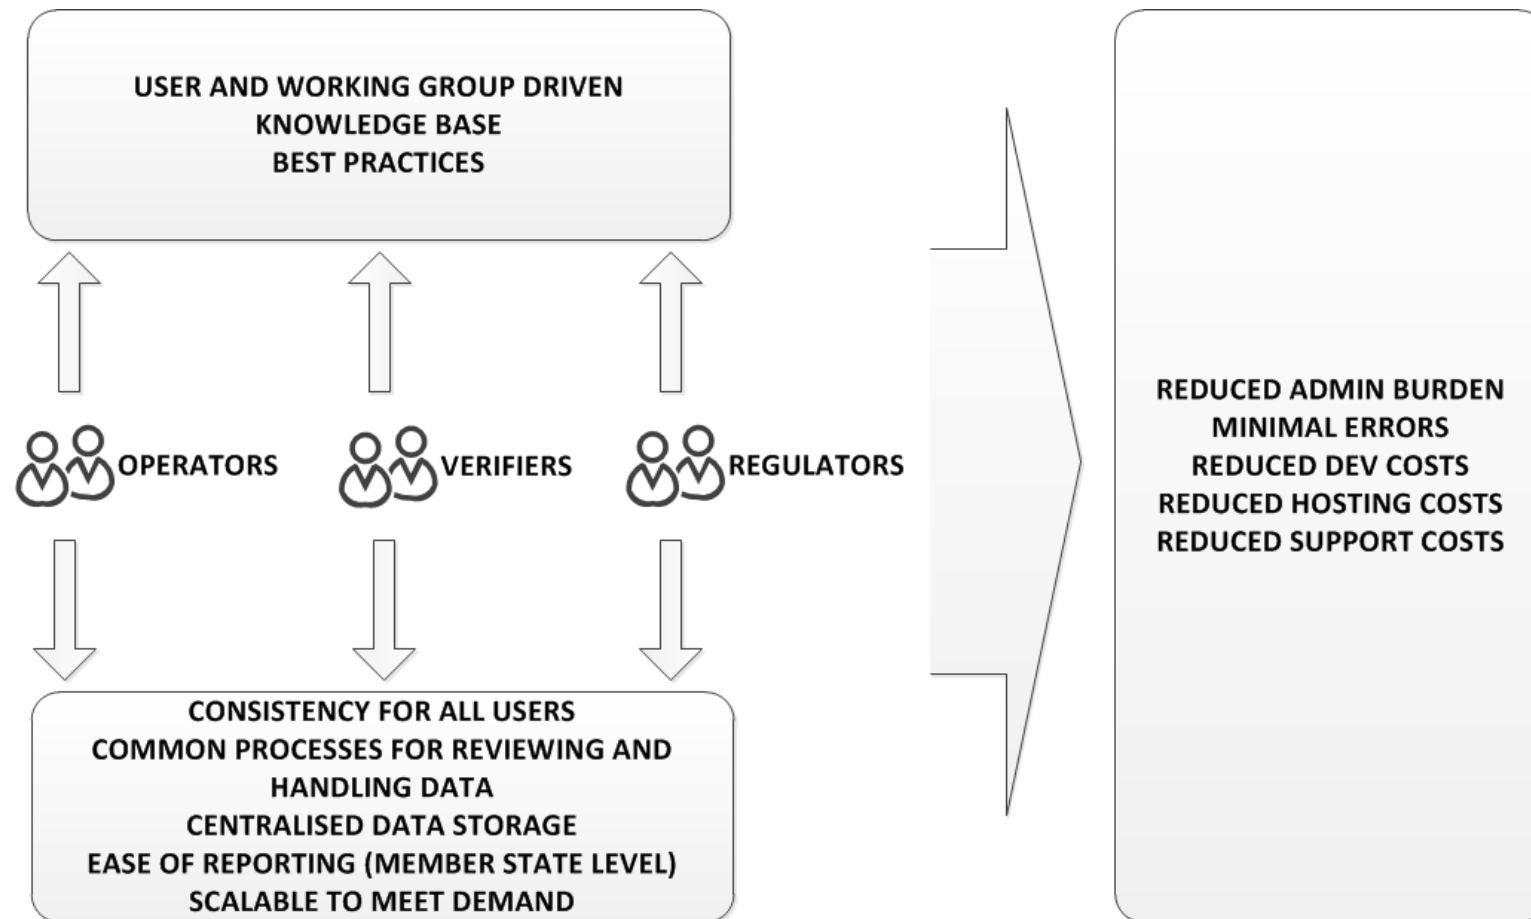 USER AND WORKING GROUP DRIVEN
KNOWLEDGE BASE
BEST PRACTICES
OPERATORS
VERIFIERS
REGULATORS
CONSISTENCY FOR ALL USERS
COMMON PROCESSES FOR REVIEWING AND
HANDLING DATA
CENTRALISED DATA STORAGE
EASE OF REPORTING (MEMBER STATE LEVEL)
SCALABLE TO MEET DEMAND
REDUCED ADMIN BURDEN
MINIMAL ERRORS
REDUCED DEV COSTS
REDUCED HOSTING COSTS
REDUCED SUPPORT COSTS